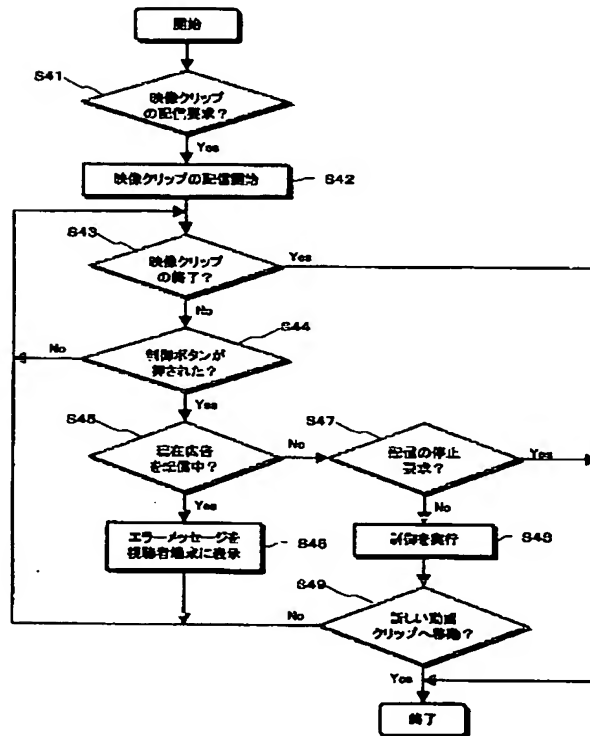 開始
S41
映像クリップ
の配信要求？
Yes
映像クリップの配信開始
S42
S43
映像クリップ
の終了？
Yes
No
S44
制御ボタンが
押された？
No
Yes
S45
現在広告
を配信中？
No
S47
配信の停止
要求？
Yes
Yes
No
エラーメッセージを
視聴者端末に表示
S46
制御を実行
S48
S49
新しい動画
クリップへ移動？
No
Yes
終了